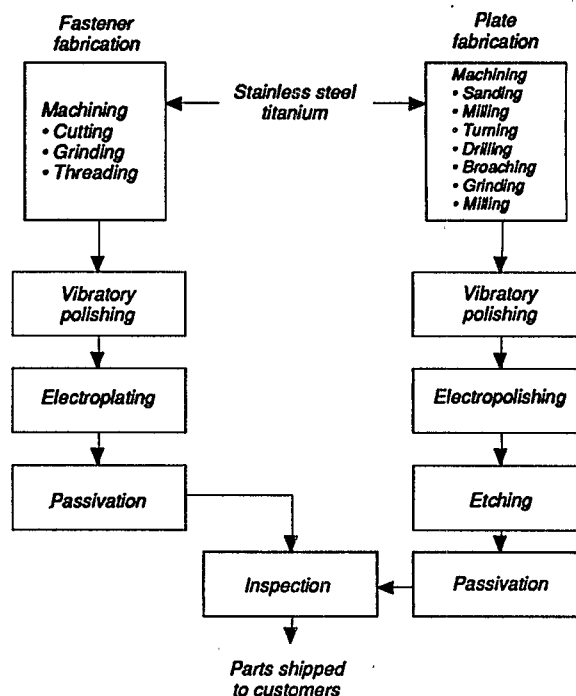 Fastener
fabrication
Plate
fabrication
Machining
• Cutting
• Grinding
• Threading
Stainless steel
titanium
Machining
• Sanding
• Milling
• Turning
• Drilling
• Broaching
• Grinding
• Milling
Vibratory
polishing
Vibratory
polishing
Electroplating
Electropolishing
Passivation
Etching
Inspection
Passivation
Parts shipped
to customers